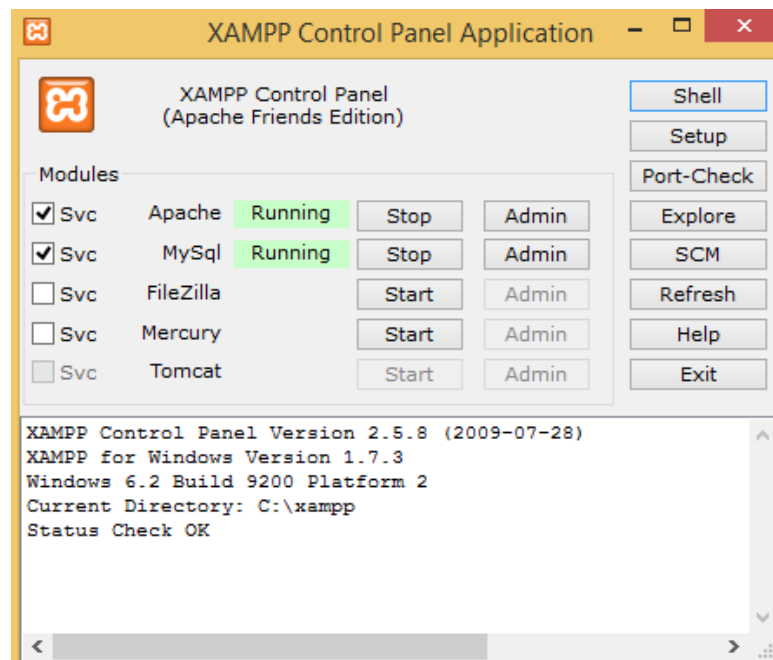 XAMPP Control Panel Application
XAMPP Control Panel
(Apache Friends Edition)
Shell
Setup
Modules
Port-Check
Svc Apache Running Stop Admin Explore
Svc MySql Running Stop Admin SCM
Svc FileZilla Start Admin Refresh
Svc Mercury Start Admin Help
Svc Tomcat Start Admin Exit
XAMPP Control Panel Version 2.5.8 (2009-07-28)
XAMPP for Windows Version 1.7.3
Windows 6.2 Build 9200 Platform 2
Current Directory: C:\xampp
Status Check OK